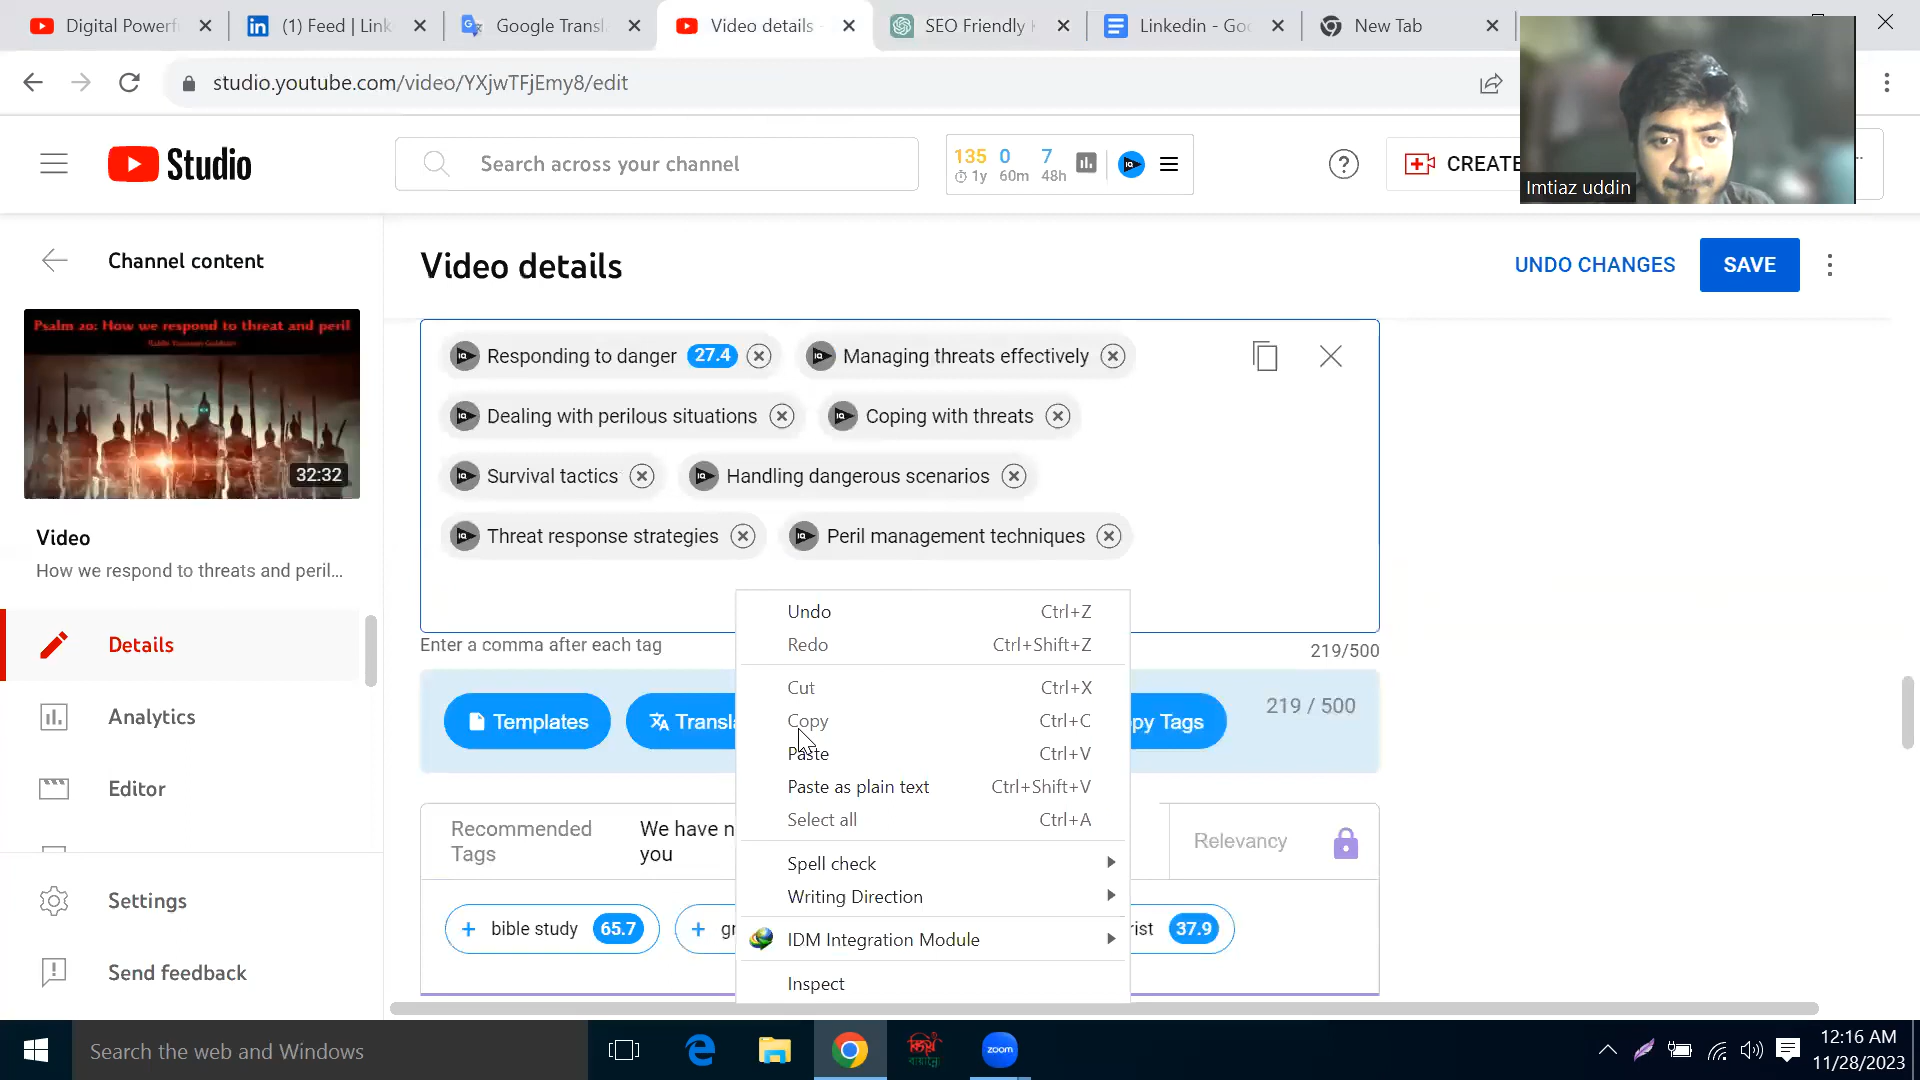 Digital Powerf
(1) Feed | Link
Google Transl
Video details -
SEO Friendly
Linkedin - Goo
New Tab
studio.youtube.com/video/YXjwTFjEmy8/edit
Studio
Search across your channel
135 0 7
1y 60m 48h
CREATE
Imtiaz uddin
Channel content
Video details
UNDO CHANGES
SAVE
Psalm 20: How we respond to threat and peril
32:32
Responding to danger 27.4
Managing threats effectively
Dealing with perilous situations
Coping with threats
Survival tactics
Handling dangerous scenarios
Threat response strategies
Peril management techniques
Video
How we respond to threats and peril...
Enter a comma after each tag
219/500
Details
Analytics
Editor
Settings
Send feedback
Templates
Transla
py Tags
219 / 500
Undo Ctrl+Z
Redo Ctrl+Shift+Z
Cut Ctrl+X
Copy Ctrl+C
Paste Ctrl+V
Paste as plain text Ctrl+Shift+V
Select all Ctrl+A
Spell check
Writing Direction
IDM Integration Module
Inspect
Recommended
Tags
We have n
you
Relevancy
bible study 65.7
gr
rist 37.9
Search the web and Windows
zoom
12:16 AM
11/28/2023